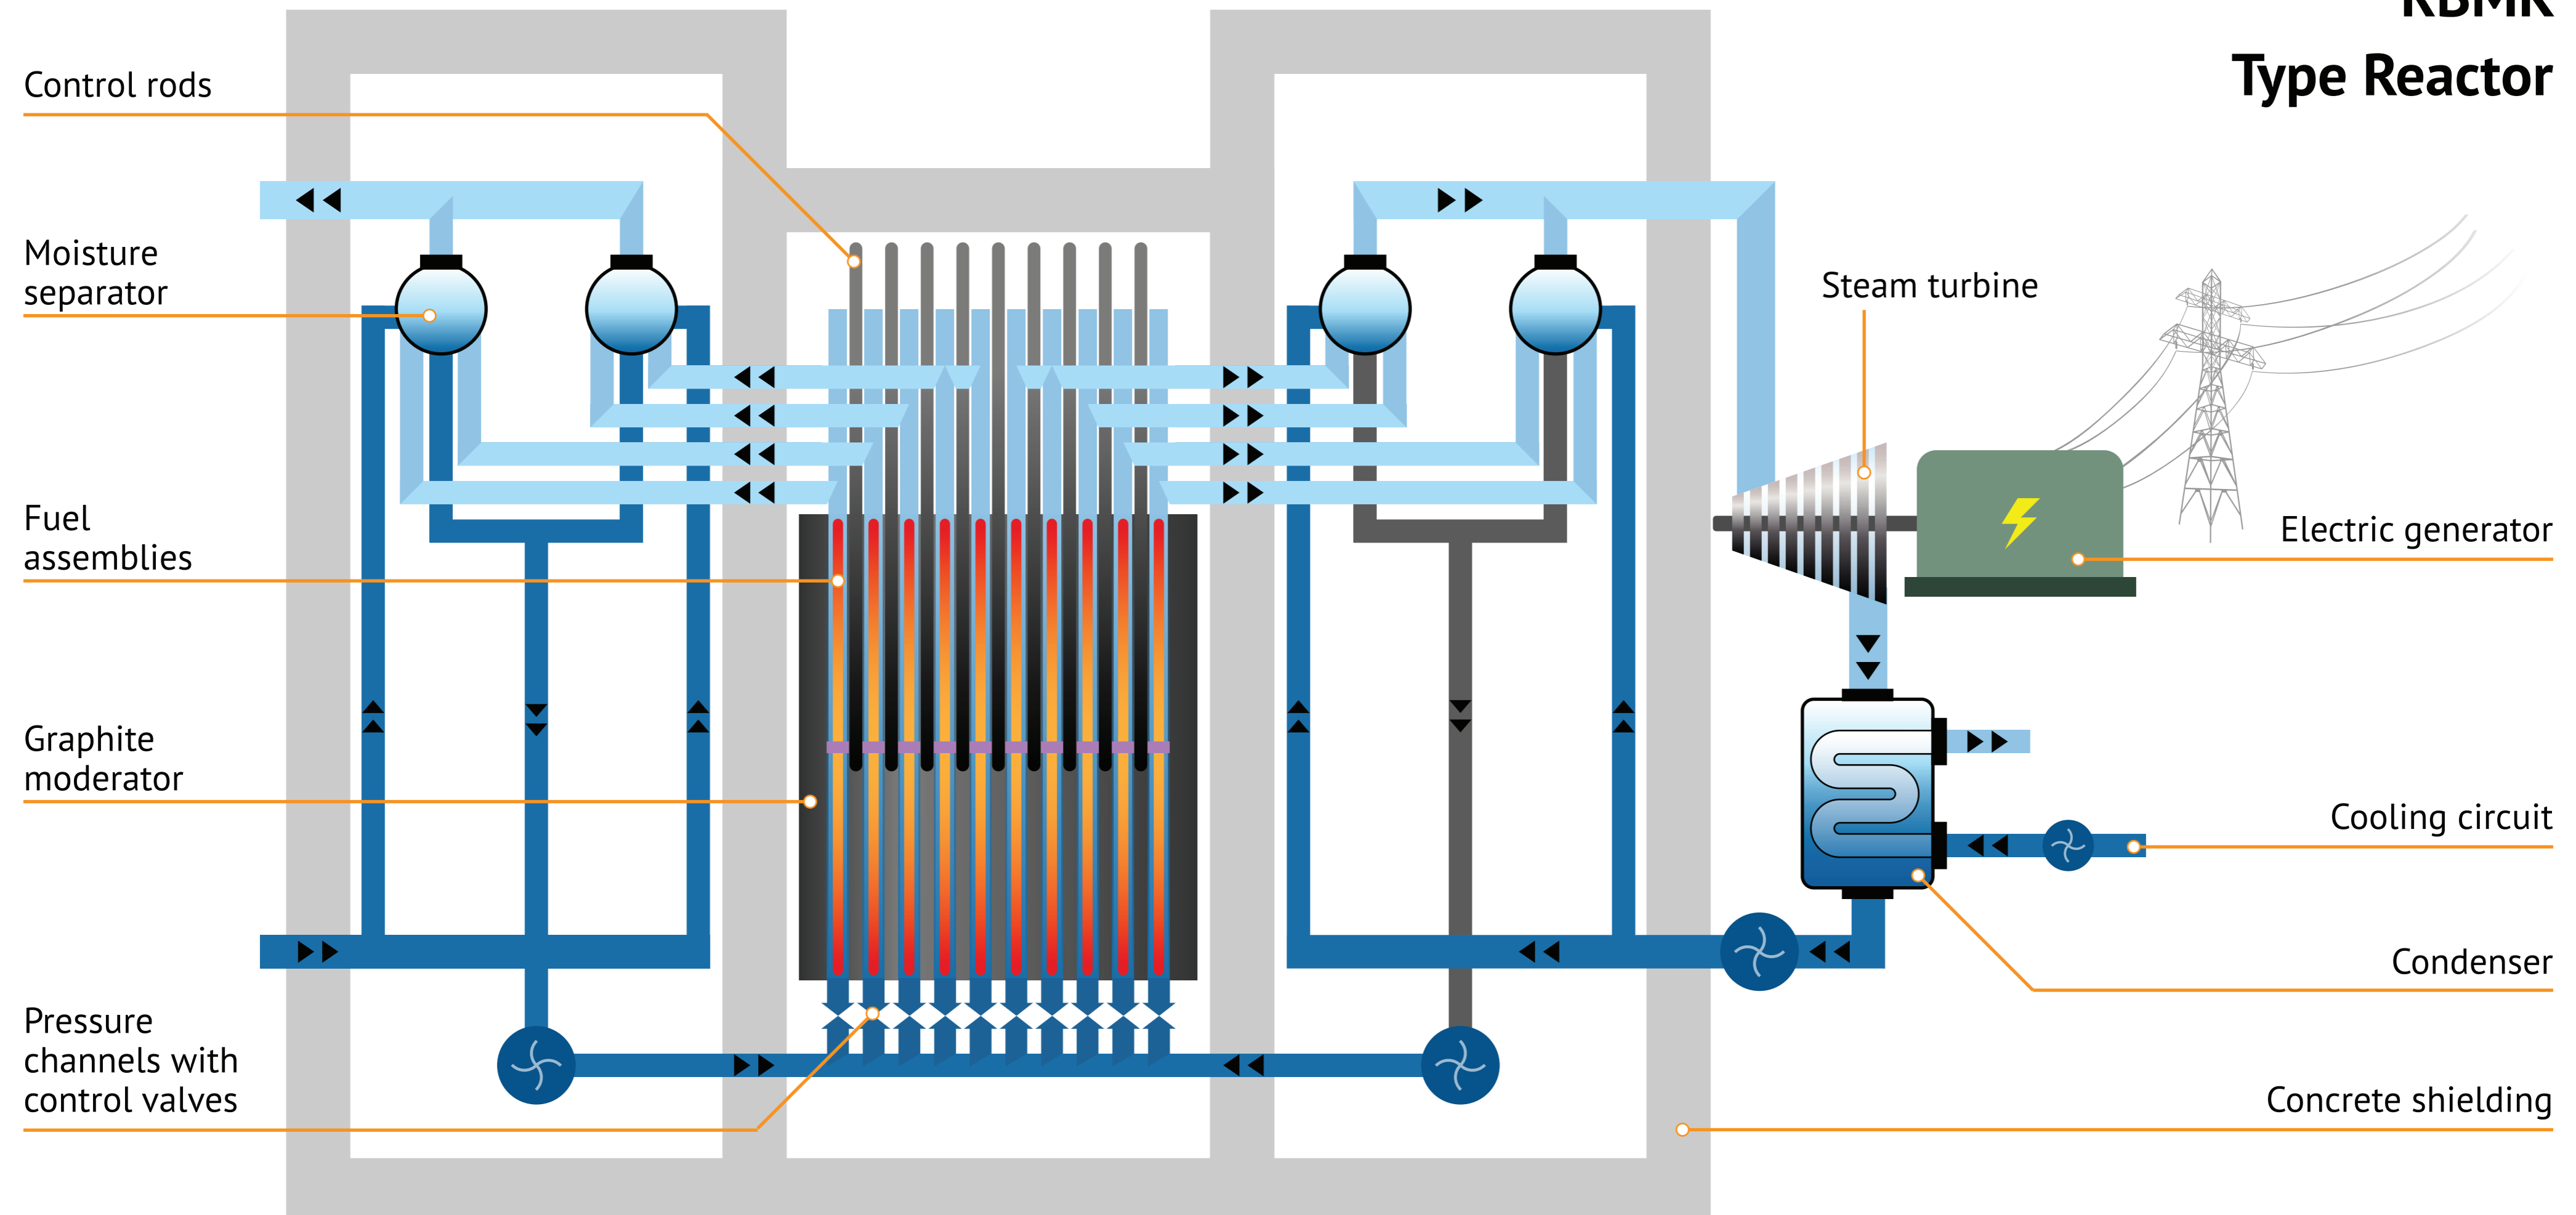 RBMK
Type Reactor
Control rods
Moisture
separator
Fuel
assemblies
Graphite
moderator
Pressure
channels with
control valves
Steam turbine
Electric generator
Cooling circuit
Condenser
Concrete shielding